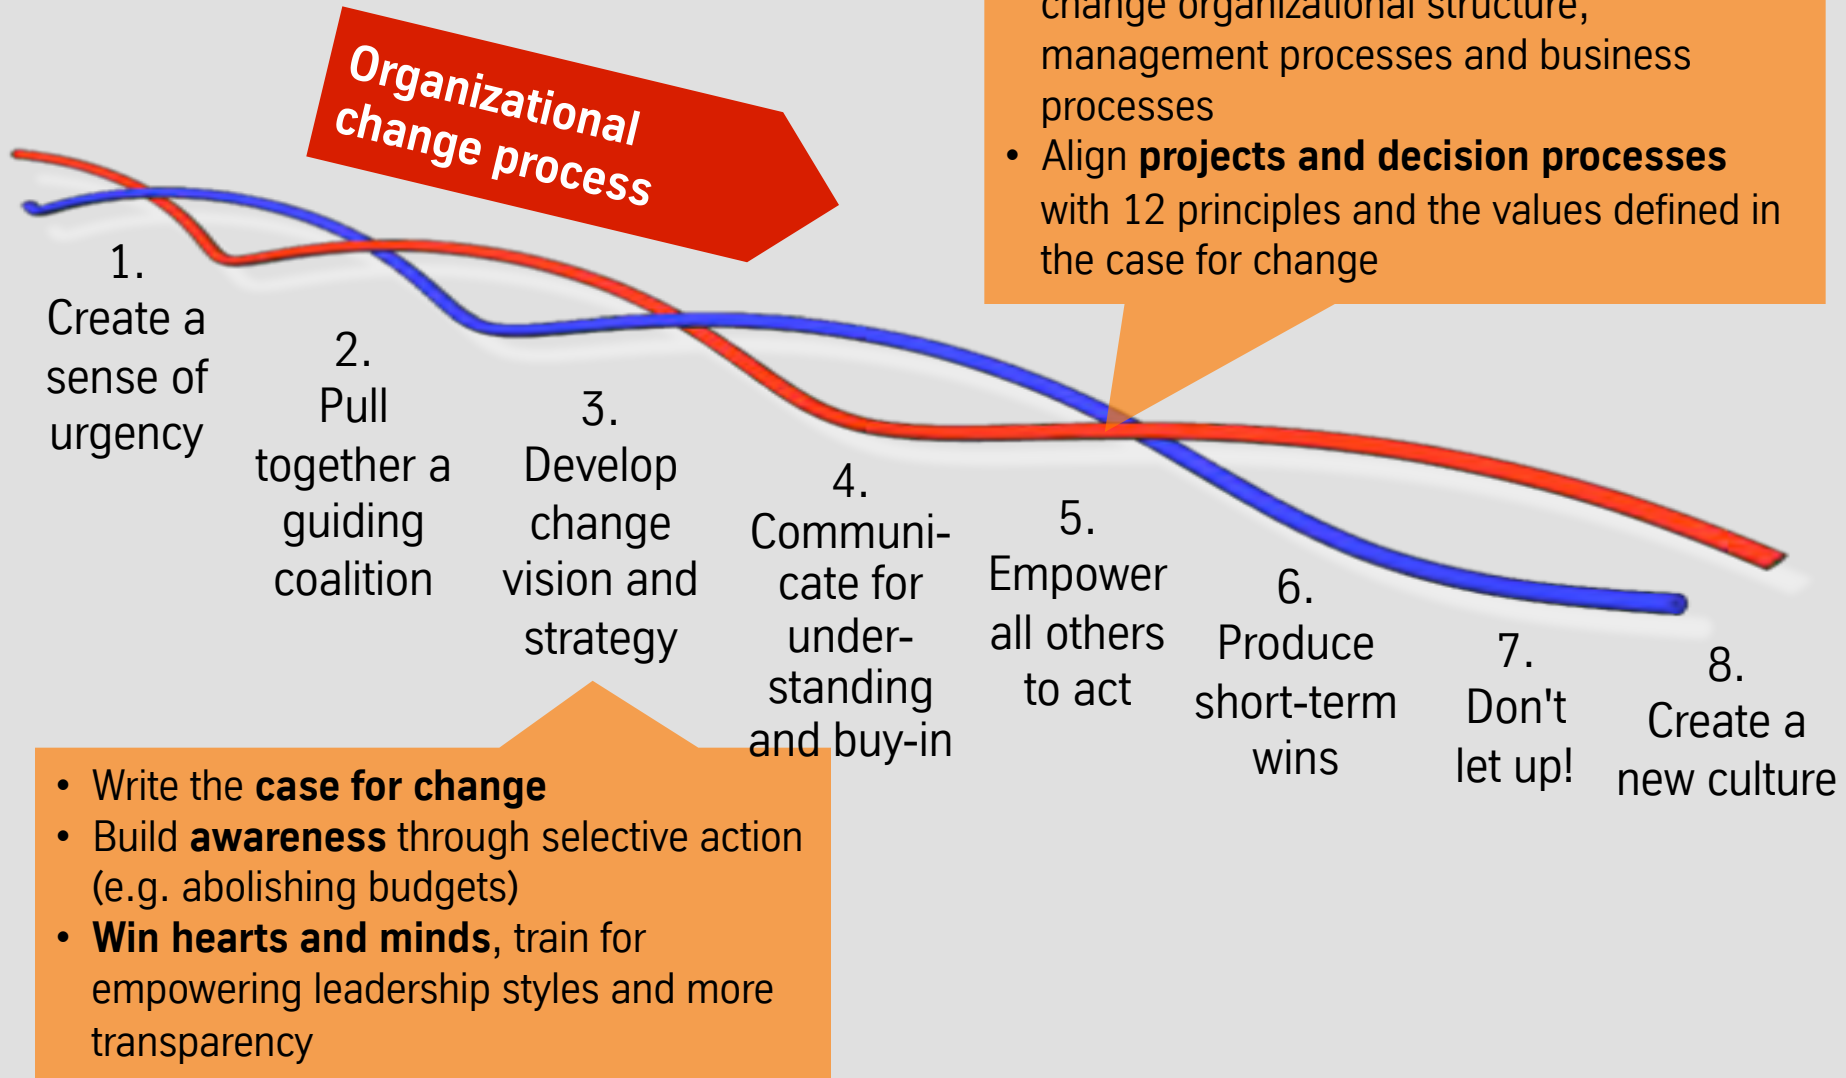 Organizational
change process
change organizational structure,
management processes and business
processes
• Align projects and decision processes
with 12 principles and the values defined in
the case for change
1.
Create a
sense of
urgency
2.
Pull
together a
guiding
coalition
3.
Develop
change
vision and
strategy
4.
Communi-
cate for
under-
standing
and buy-in
5.
Empower
all others
to act
6.
Produce
short-term
wins
7.
Don't
let up!
8.
Create a
new culture
• Write the case for change
• Build awareness through selective action
(e.g. abolishing budgets)
• Win hearts and minds, train for
empowering leadership styles and more
transparency